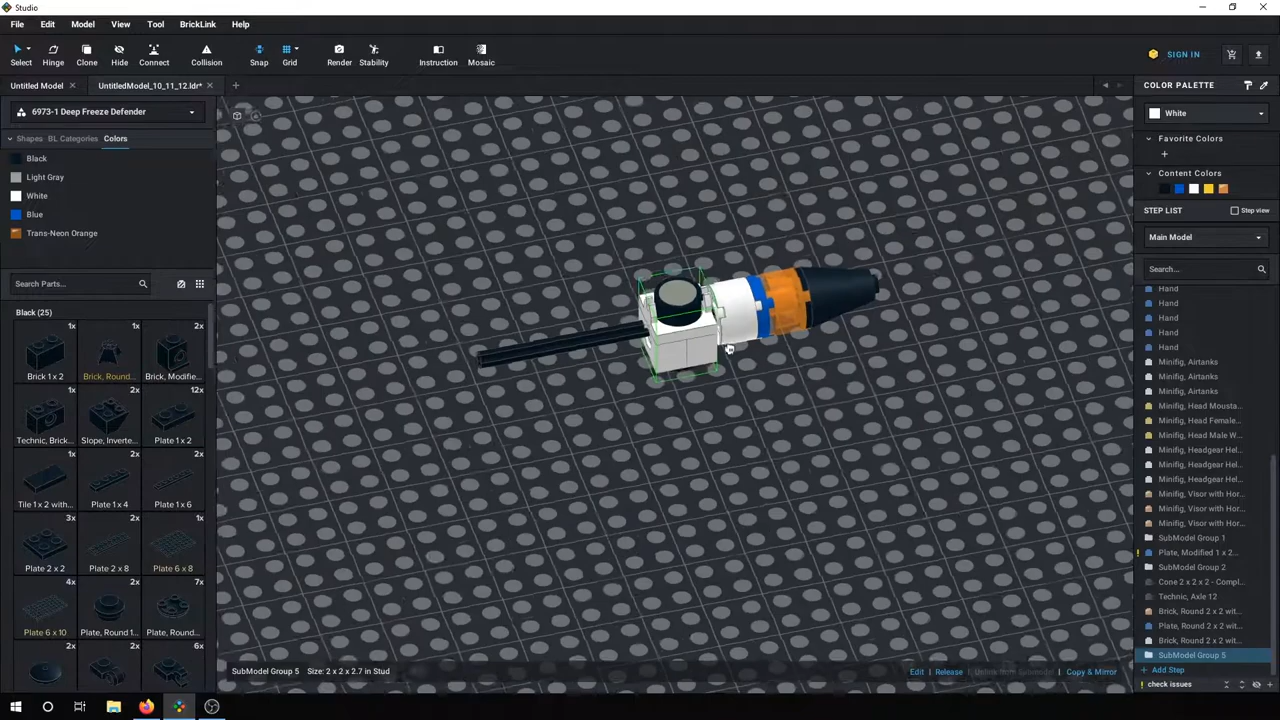 Studio
File Edit Model View Tool BrickLink Help
Select Hinge Clone Hide Connect Collision Snap Grid Render Stability Instruction Mosaic SIGN IN
Untitled Model UntitledModel_10_11_12.ldr*
6973-1 Deep Freeze Defender
Shapes BL Categories Colors
Black
Light Gray
White
Blue
Trans-Neon Orange
Search Parts...
Black (25)
1x 1x 2x
Brick 1 x 2 Brick, Round... Brick, Modifie...
1x 2x 12x
Technic, Brick... Slope, Inverte... Plate 1 x 2
1x 2x 1x
Tile 1 x 2 with... Plate 1 x 4 Plate 1 x 6
3x 2x 1x
Plate 2 x 2 Plate 2 x 8 Plate 6 x 8
4x 2x 7x
Plate 6 x 10 Plate, Round 1... Plate, Round...
2x 2x 6x
SubModel Group 5 Size: 2 x 2 x 2.7 in Stud
Edit Release Unlink from Submodel Copy & Mirror
COLOR PALETTE
White
Favorite Colors
+
Content Colors
STEP LIST Step view
Main Model
Search...
Hand
Hand
Hand
Hand
Hand
Minifig, Airtanks
Minifig, Airtanks
Minifig, Airtanks
Minifig, Head Mousta...
Minifig, Head Female...
Minifig, Head Male W...
Minifig, Headgear Hel...
Minifig, Headgear Hel...
Minifig, Headgear Hel...
Minifig, Visor with Hor...
Minifig, Visor with Hor...
Minifig, Visor with Hor...
SubModel Group 1
Plate, Modified 1 x 2...
SubModel Group 2
Cone 2 x 2 x 2 - Compl...
Technic, Axle 12
Brick, Round 2 x 2 wit...
Plate, Round 2 x 2 wit...
Brick, Round 2 x 2 wit...
SubModel Group 5
+ Add Step
! check issues